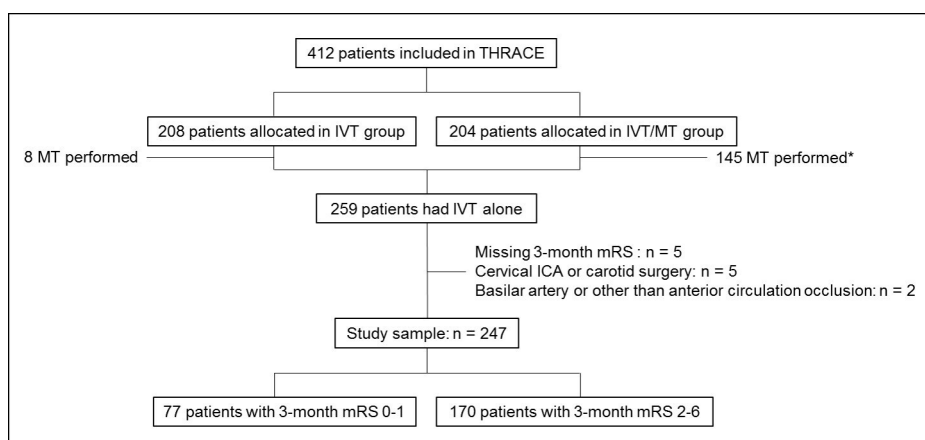 412 patients included in THRACE
208 patients allocated in IVT group
204 patients allocated in IVT/MT group
8 MT performed
145 MT performed*
259 patients had IVT alone
Missing 3-month mRS : n = 5
Cervical ICA or carotid surgery: n = 5
Basilar artery or other than anterior circulation occlusion: n = 2
Study sample: n = 247
77 patients with 3-month mRS 0-1
170 patients with 3-month mRS 2-6